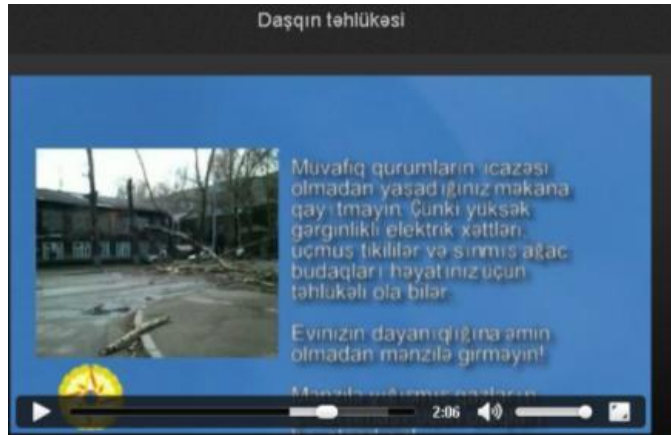 Daşqın təhlükəsi
Müvafiq qurumların icazəsi
olmadan yaşadığınız məkana
qayıtmayın. Çünki yüksək
gərginlikli elektrik xəttləri,
uçmuş tikililər və sınmış ağac
budaqları həyatınız üçün
təhlükəli ola bilər.
Evinizin dayanıqlığına əmin
olmadan mənzilə girməyin!
2:06